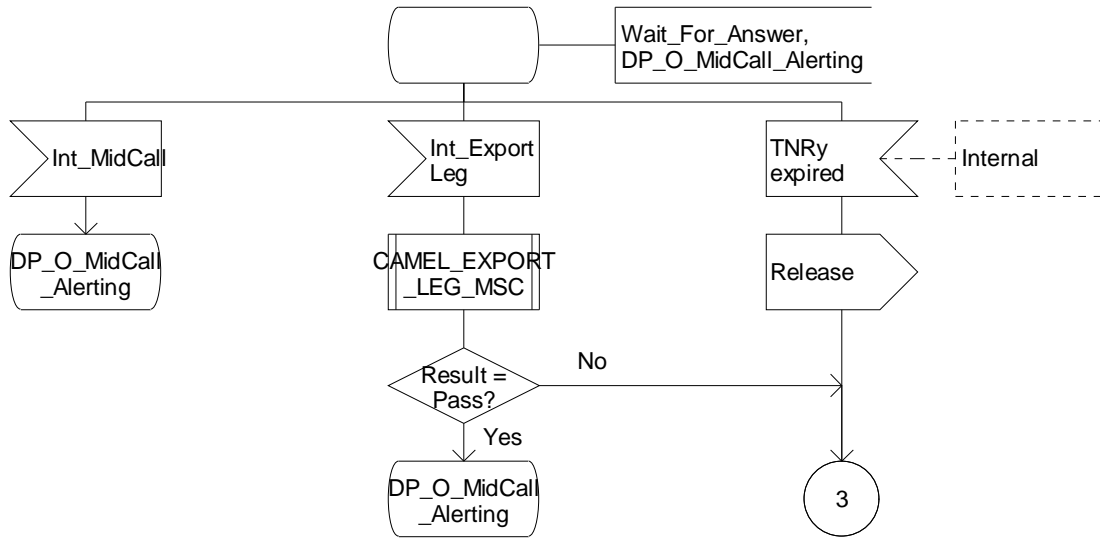 Wait_For_Answer,
DP_O_MidCall_Alerting
Int_MidCall
Int_Export
Leg
TNRy
expired
Internal
DP_O_MidCall
_Alerting
CAMEL_EXPORT
_LEG_MSC
Release
Result =
Pass?
No
Yes
DP_O_MidCall
_Alerting
3